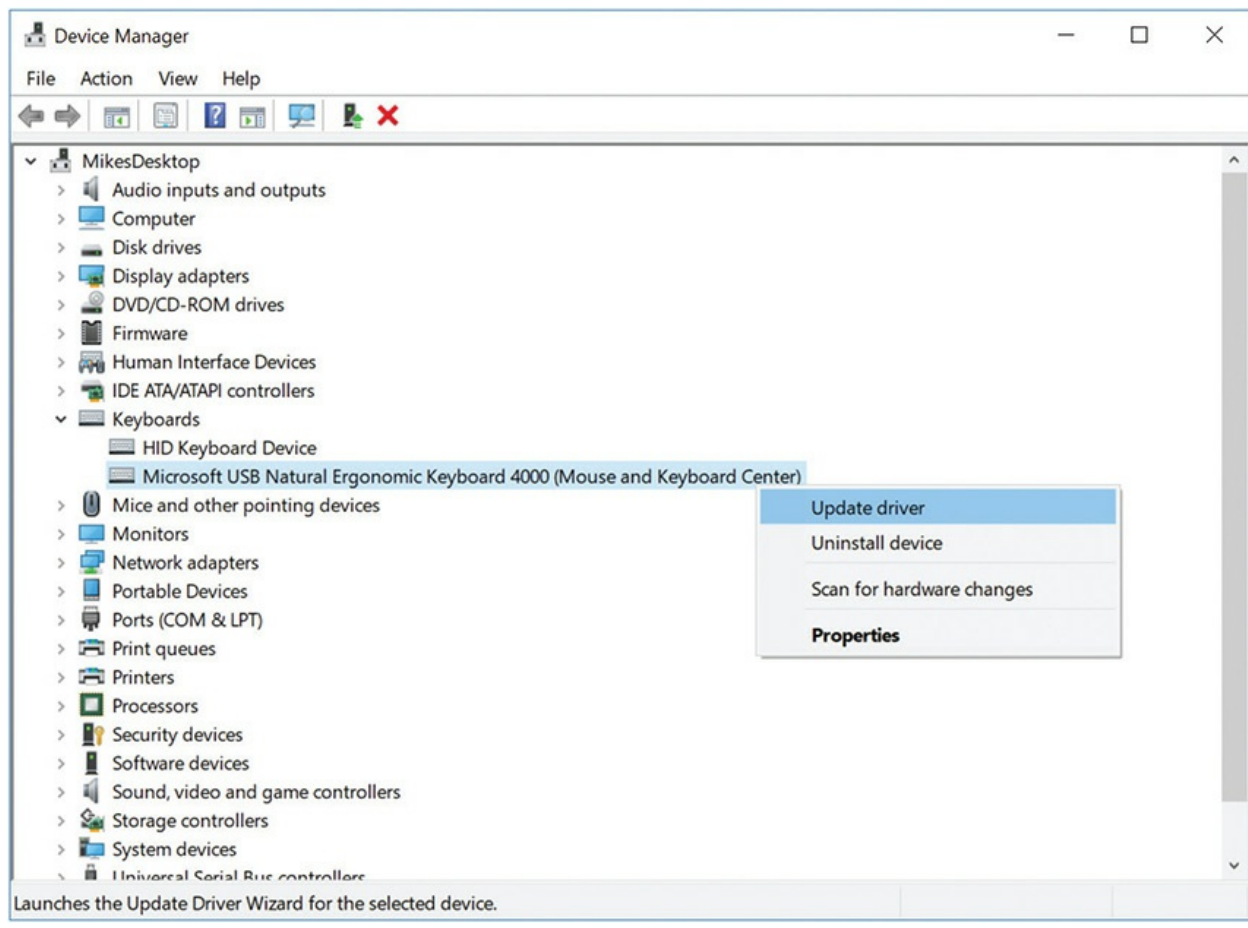 Device Manager
File Action View Help
MikesDesktop
Audio inputs and outputs
Computer
Disk drives
Display adapters
DVD/CD-ROM drives
Firmware
Human Interface Devices
IDE ATA/ATAPI controllers
Keyboards
HID Keyboard Device
Microsoft USB Natural Ergonomic Keyboard 4000 (Mouse and Keyboard Center)
Mice and other pointing devices
Update driver
Monitors
Uninstall device
Network adapters
Portable Devices
Scan for hardware changes
Ports (COM & LPT)
Properties
Print queues
Printers
Processors
Security devices
Software devices
Sound, video and game controllers
Storage controllers
System devices
Universal Serial Bus controllers
Launches the Update Driver Wizard for the selected device.